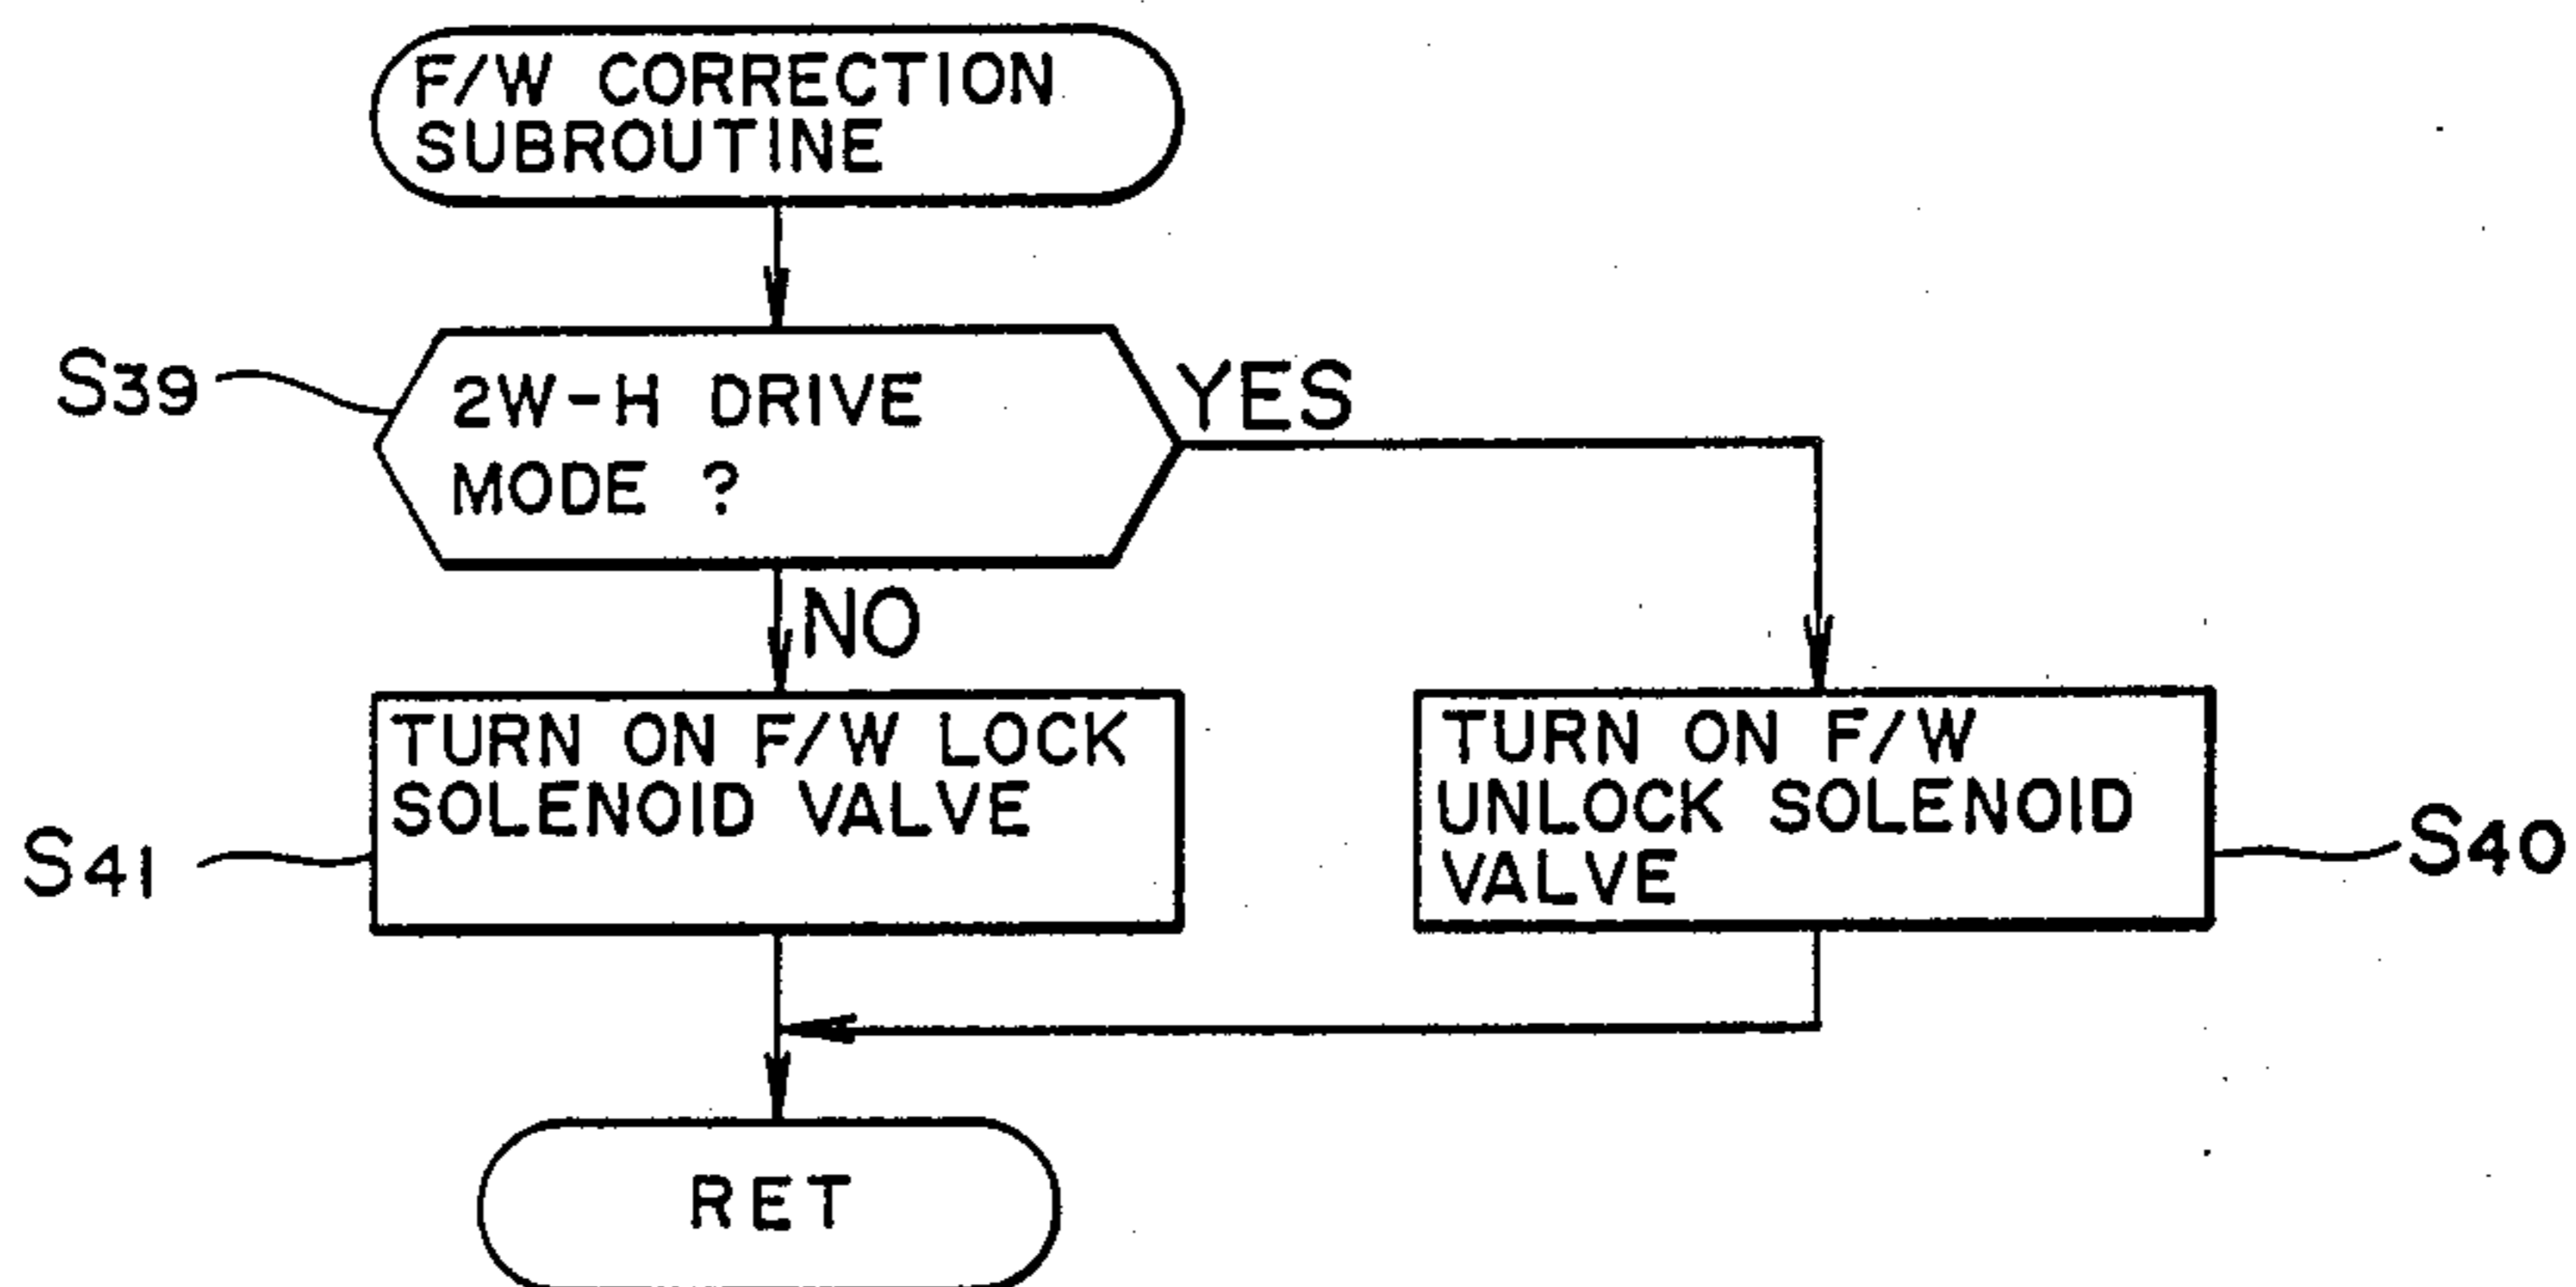 F/W CORRECTION
SUBROUTINE
S39
2W-H DRIVE
MODE ?
YES
NO
TURN ON F/W LOCK
SOLENOID VALVE
S41
TURN ON F/W
UNLOCK SOLENOID
VALVE
S40
RET